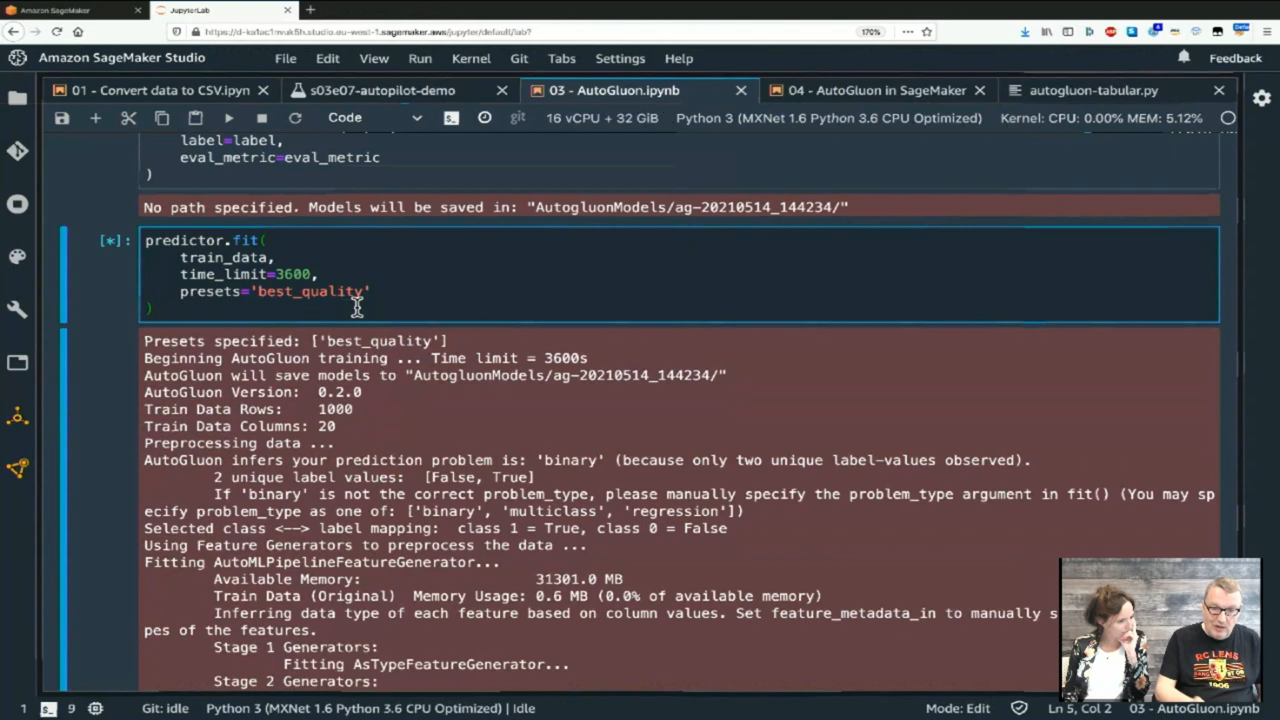 Amazon SageMaker
JupyterLab
https://d-ka1ac1nvuk5h.studio.eu-west-1.sagemaker.aws/jupyter/default/lab?
170%
Amazon SageMaker Studio
File Edit View Run Kernel Git Tabs Settings Help
Feedback
01 - Convert data to CSV.ipyn
s03e07-autopilot-demo
03 - AutoGluon.ipynb
04 - AutoGluon in SageMaker
autogluon-tabular.py
Code
git
16 vCPU + 32 GiB
Python 3 (MXNet 1.6 Python 3.6 CPU Optimized)
Kernel: CPU: 0.00% MEM: 5.12%
label=label,
eval_metric=eval_metric
)
No path specified. Models will be saved in: "AutogluonModels/ag-20210514_144234/"
[*]: predictor.fit(
train_data,
time_limit=3600,
presets='best_quality'
)
Presets specified: ['best_quality']
Beginning AutoGluon training ... Time limit = 3600s
AutoGluon will save models to "AutogluonModels/ag-20210514_144234/"
AutoGluon Version: 0.2.0
Train Data Rows: 1000
Train Data Columns: 20
Preprocessing data ...
AutoGluon infers your prediction problem is: 'binary' (because only two unique label-values observed).
2 unique label values: [False, True]
If 'binary' is not the correct problem_type, please manually specify the problem_type argument in fit() (You may sp
ecify problem_type as one of: ['binary', 'multiclass', 'regression'])
Selected class <--> label mapping: class 1 = True, class 0 = False
Using Feature Generators to preprocess the data ...
Fitting AutoMLPipelineFeatureGenerator...
Available Memory: 31301.0 MB
Train Data (Original) Memory Usage: 0.6 MB (0.0% of available memory)
Inferring data type of each feature based on column values. Set feature_metadata_in to manually s
pes of the features.
Stage 1 Generators:
Fitting AsTypeFeatureGenerator...
Stage 2 Generators:
RC LENS
1906
1 9 Git: idle Python 3 (MXNet 1.6 Python 3.6 CPU Optimized) | Idle
Mode: Edit
Ln 5, Col 2
03 - AutoGluon.ipynb